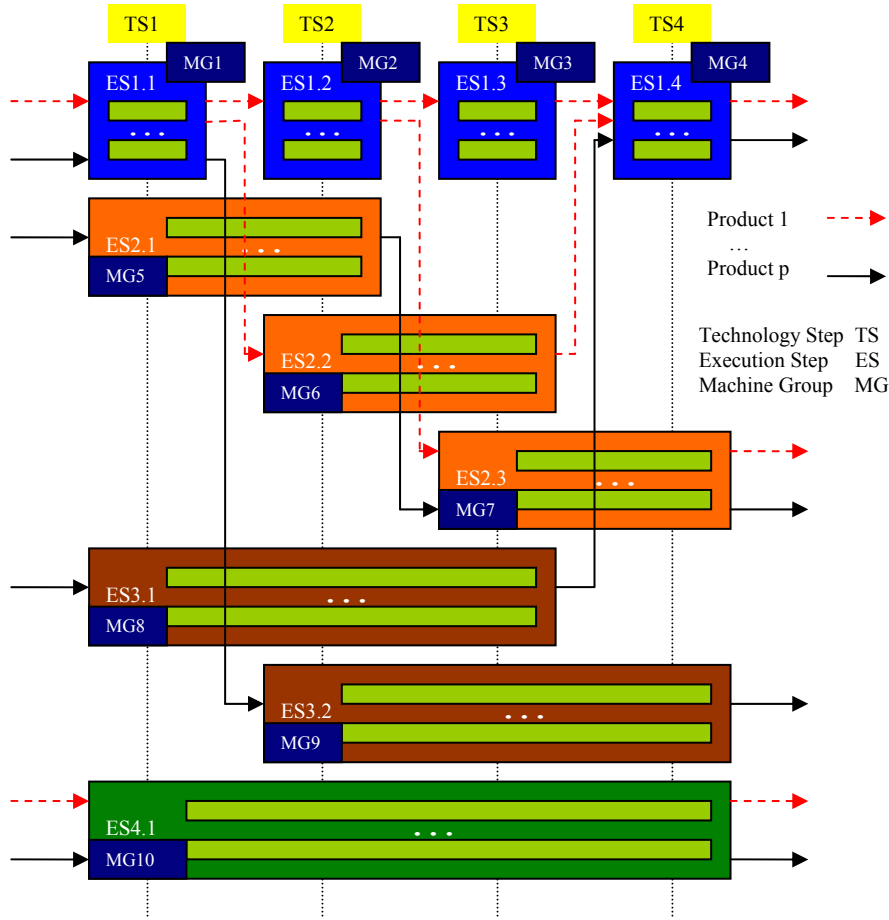 TS1 TS2 TS3 TS4
MG1 MG2 MG3 MG4
ES1.1 ES1.2 ES1.3 ES1.4
. . . . . . . . . . . .
ES2.1 . . .
MG5
Product 1
...
Product p
ES2.2 . . .
MG6
Technology Step TS
Execution Step ES
Machine Group MG
ES2.3 . . .
MG7
ES3.1 . . .
MG8
ES3.2 . . .
MG9
ES4.1 . . .
MG10